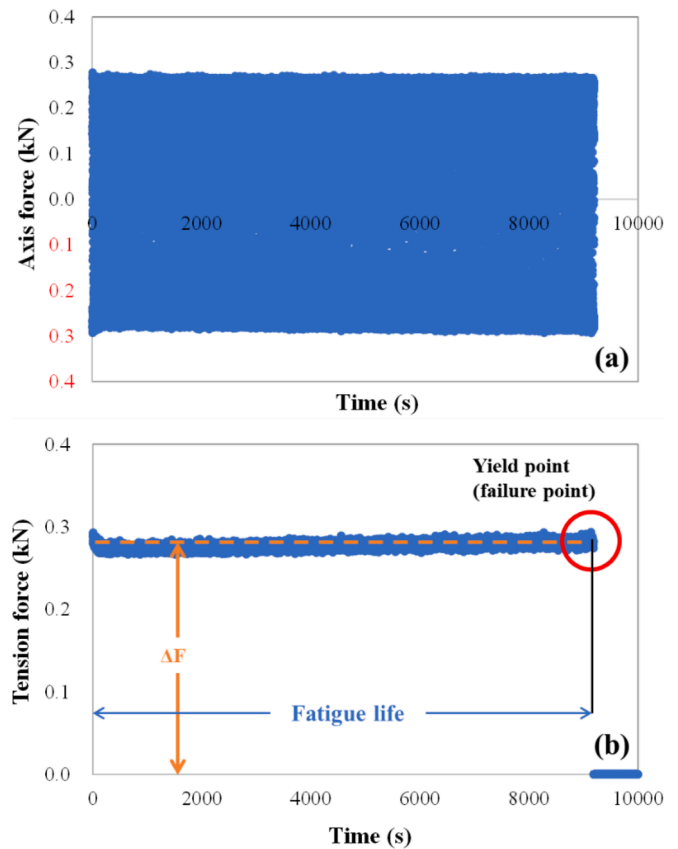 0.4
0.3
0.2
0.1
0.0
0.1
0.2
0.3
0.4
Axis force (kN)
0 2000 4000 6000 8000 10000
(a)
Time (s)
0.4
0.3
0.2
0.1
0.0
Tension force (kN)
Yield point
(failure point)
ΔF
Fatigue life
(b)
0 2000 4000 6000 8000 10000
Time (s)